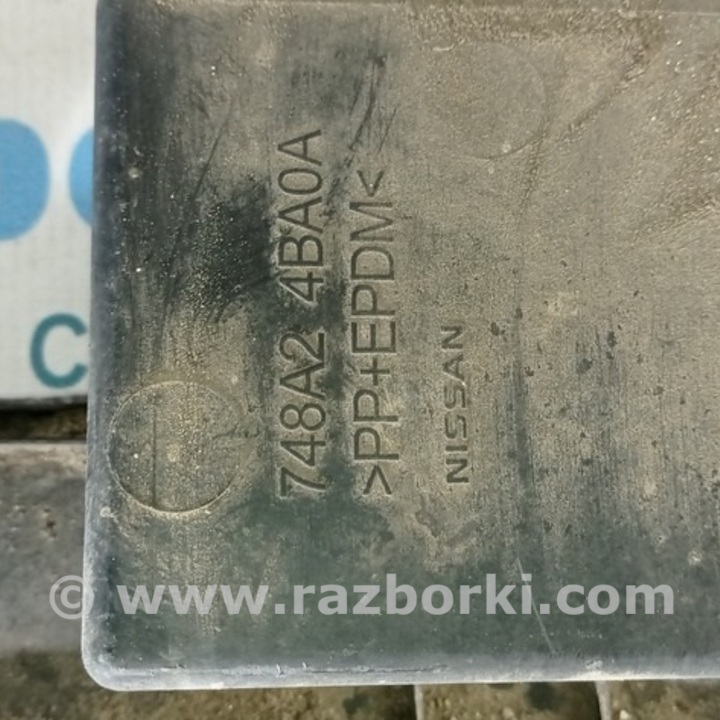 748A2 4BA0A
>PP+EPDM<
NISSAN
C
© www.razborki.com